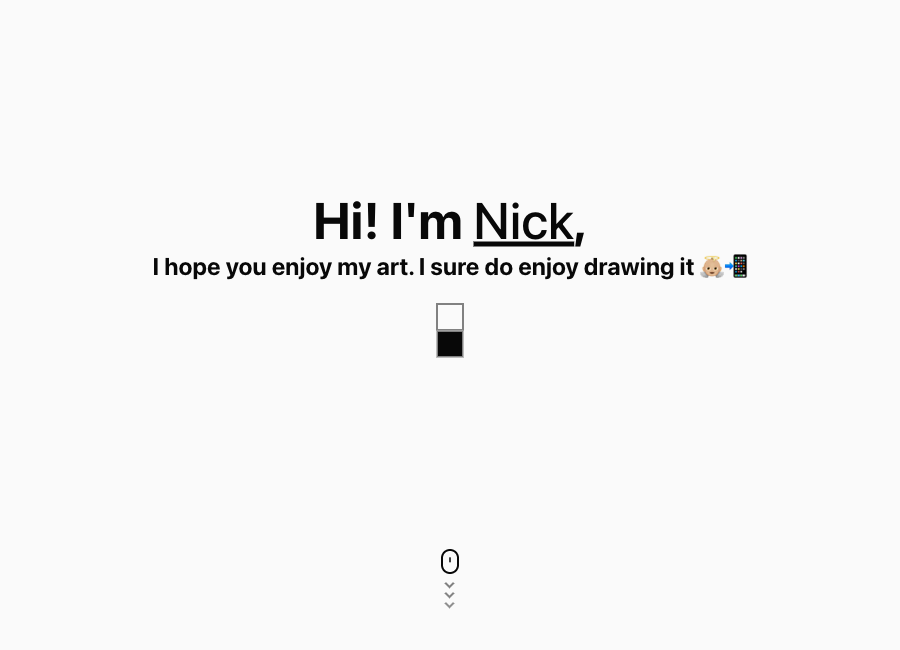 Hi! I'm Nick,
I hope you enjoy my art. I sure do enjoy drawing it 👼🏼📲